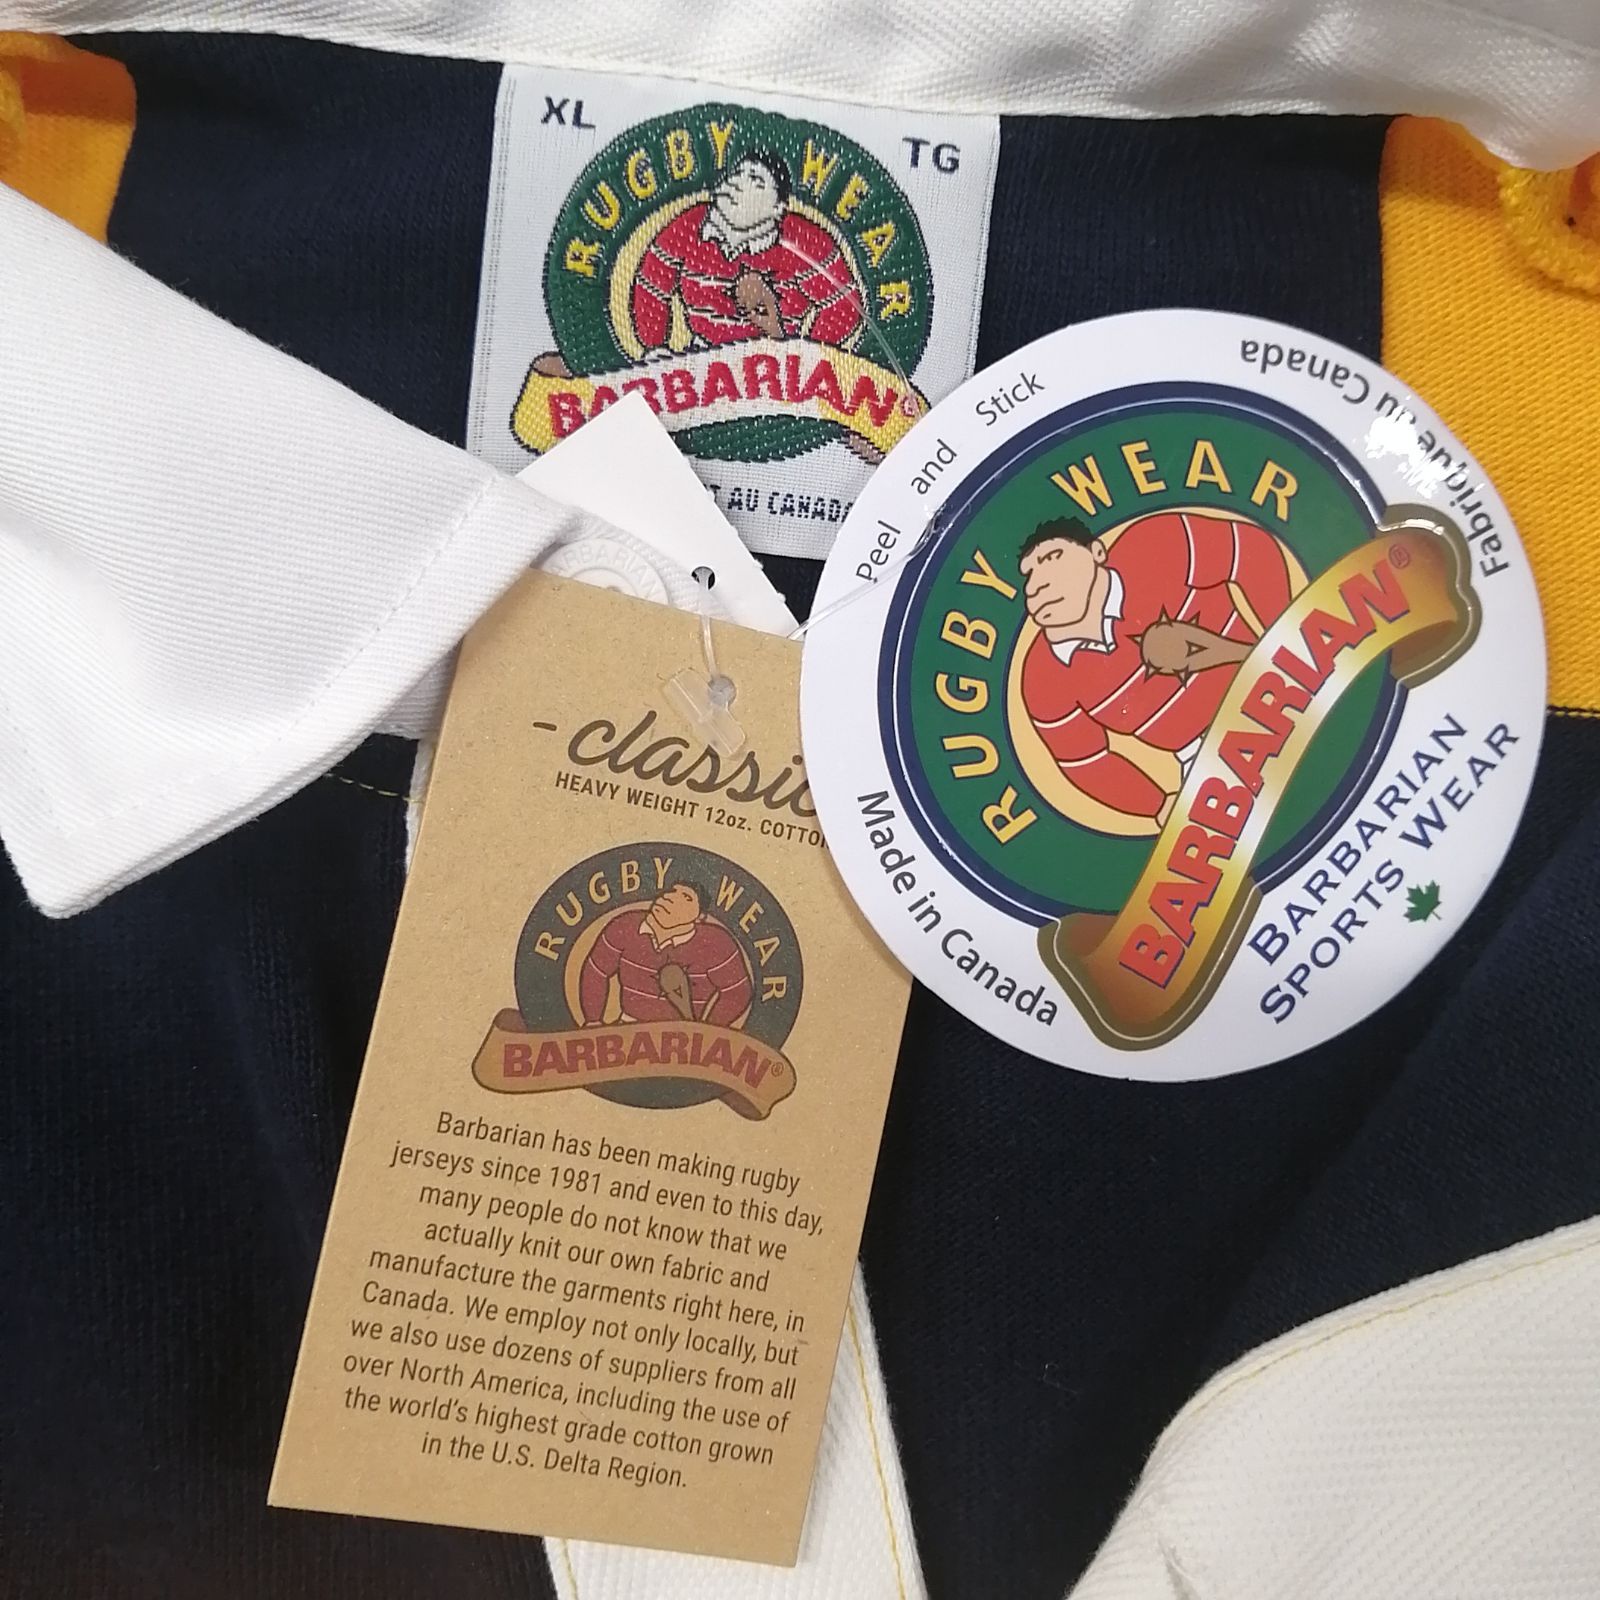 XL
TG
RUGBY WEAR
BARBARIAN®
T AU CANADA
Peel and Stick
Fabriqué au Canada
RUGBY WEAR
BARBARIAN®
Made in Canada
BARBARIAN
SPORTS WEAR
BARBARIAN
-classic
HEAVY WEIGHT 12oz. COTTON
RUGBY WEAR
BARBARIAN®
Barbarian has been making rugby
jerseys since 1981 and even to this day,
many people do not know that we
actually knit our own fabric and
manufacture the garments right here, in
Canada. We employ not only locally, but
we also use dozens of suppliers from all
over North America, including the use of
the world's highest grade cotton grown
in the U.S. Delta Region.